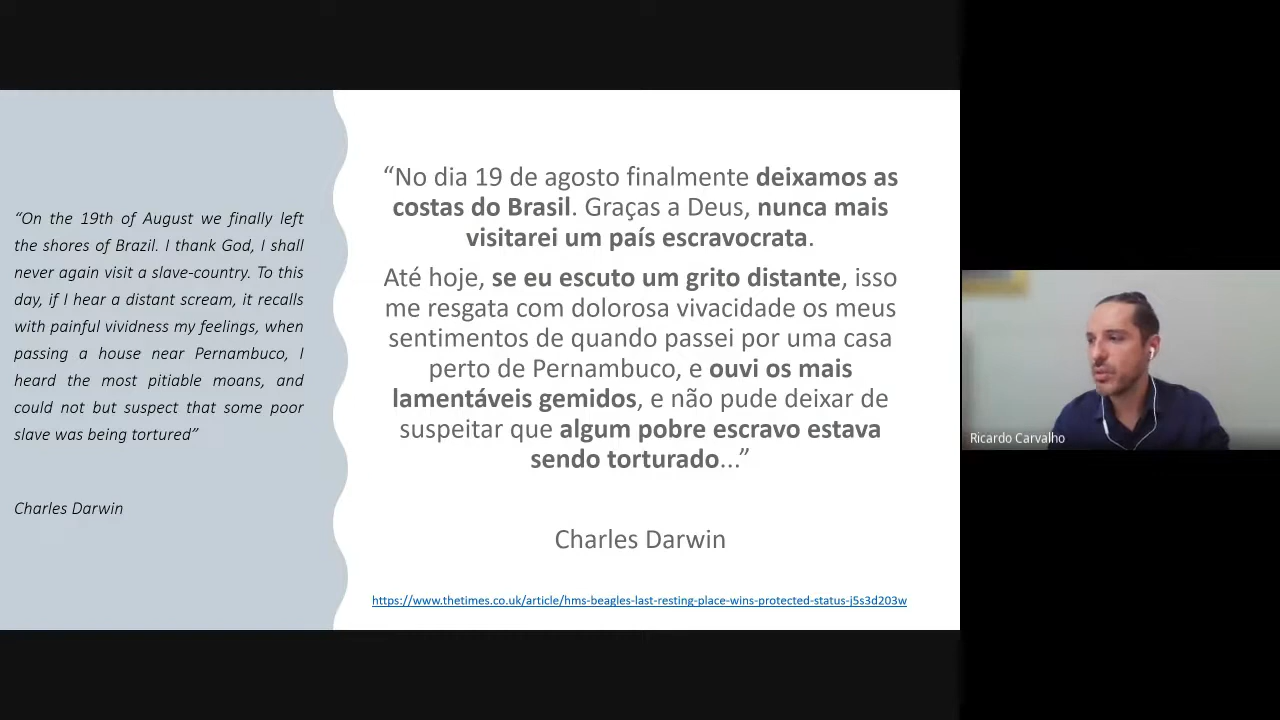 “On the 19th of August we finally left
the shores of Brazil. I thank God, I shall
never again visit a slave-country. To this
day, if I hear a distant scream, it recalls
with painful vividness my feelings, when
passing a house near Pernambuco, I
heard the most pitiable moans, and
could not but suspect that some poor
slave was being tortured”
Charles Darwin
“No dia 19 de agosto finalmente deixamos as
costas do Brasil. Graças a Deus, nunca mais
visitarei um país escravocrata.
Até hoje, se eu escuto um grito distante, isso
me resgata com dolorosa vivacidade os meus
sentimentos de quando passei por uma casa
perto de Pernambuco, e ouvi os mais
lamentáveis gemidos, e não pude deixar de
suspeitar que algum pobre escravo estava
sendo torturado...”
Charles Darwin
https://www.thetimes.co.uk/article/hms-beagles-last-resting-place-wins-protected-status-j5s3d203w
Ricardo Carvalho